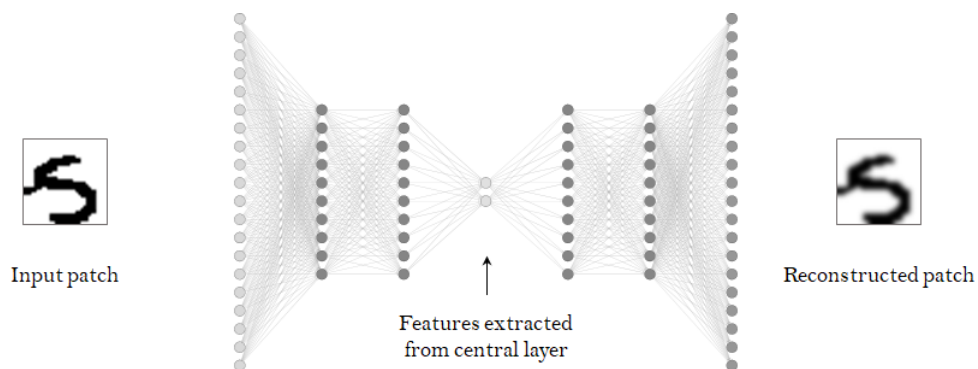 Input patch
Features extracted
from central layer
Reconstructed patch